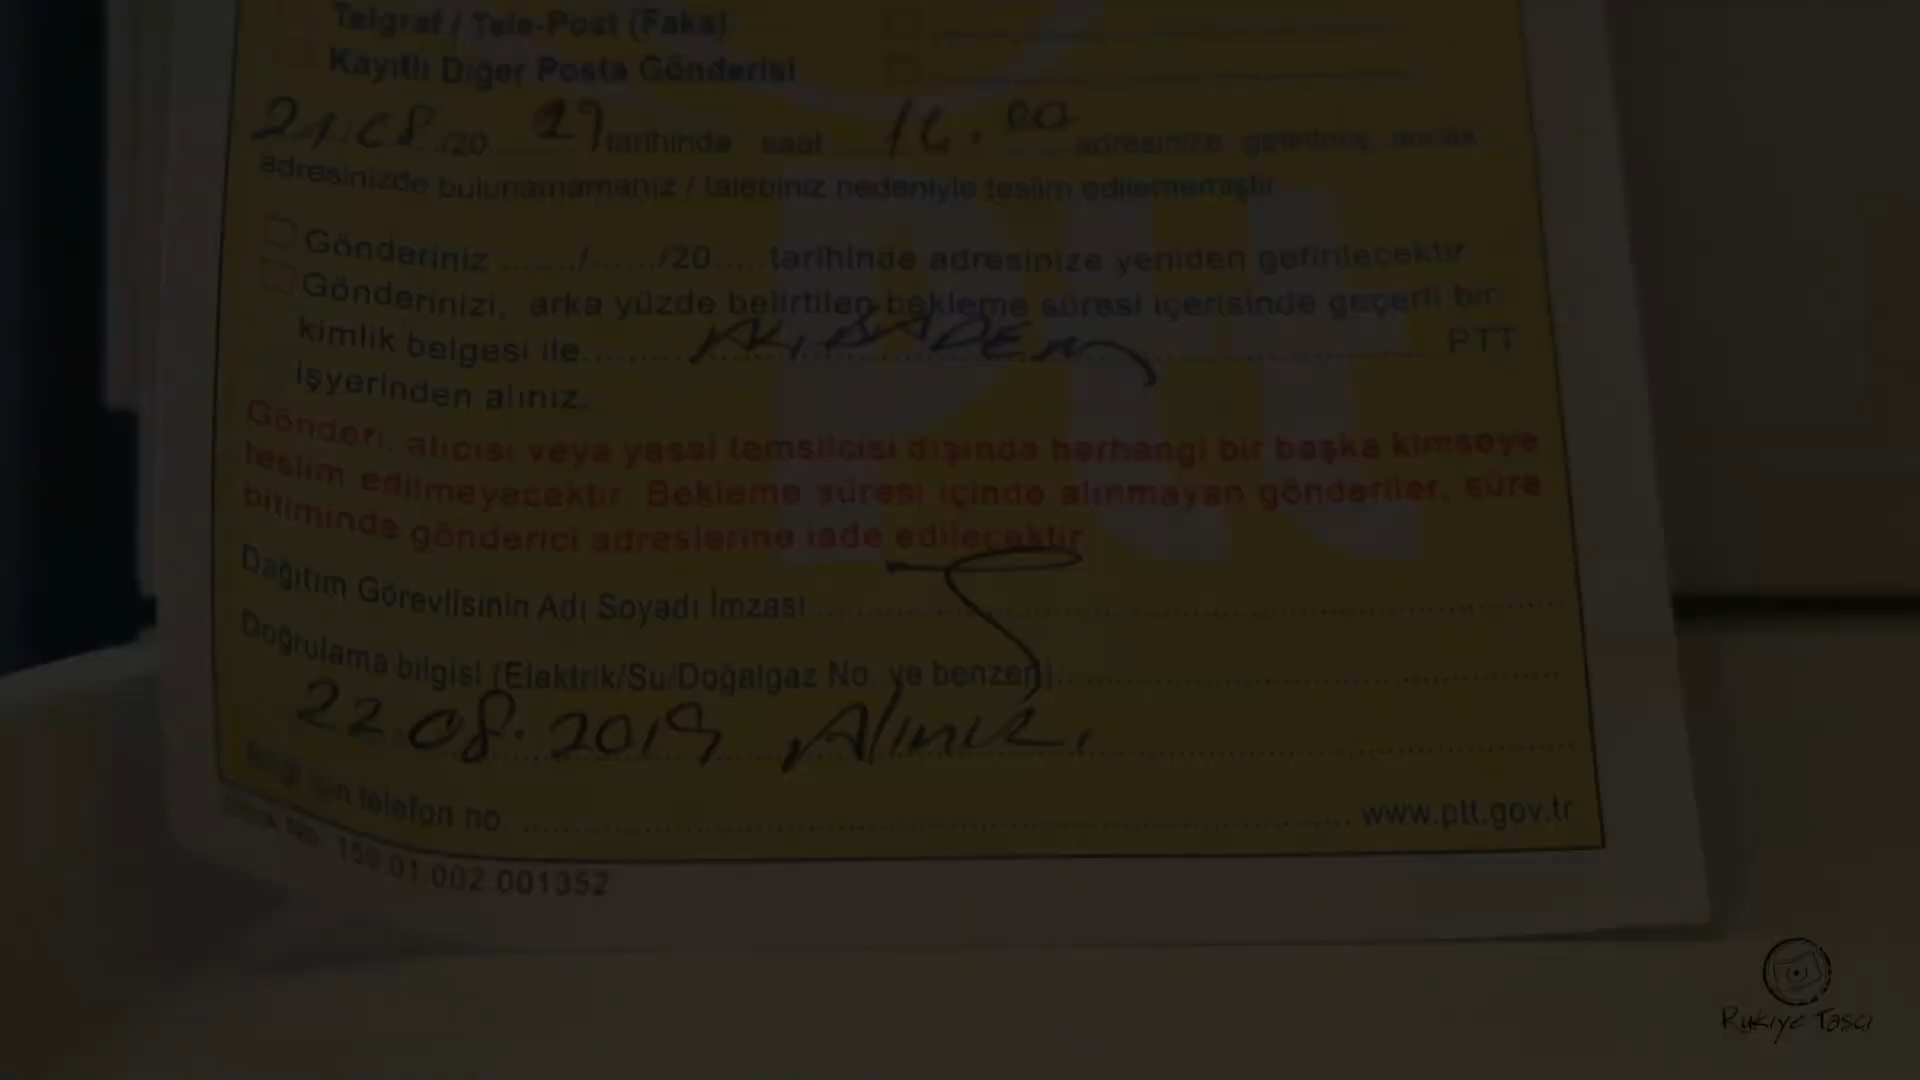 Telgraf / Tele-Post (Faks)
Kayıtlı Diğer Posta Gönderisi
21.08./20 19 tarihinde saat 16.00 adresinize getirilmiş ancak
adresinizde bulunamamanız / talebiniz nedeniyle teslim edilememiştir
Gönderiniz ....../....../20..... tarihinde adresinize yeniden getirilecektir
Gönderinizi, arka yüzde belirtilen bekleme süresi içerisinde geçerli bir
kimlik belgesi ile.......... PTT
işyerinden alınız.
Gönderi, alıcısı veya yasal temsilcisi dışında herhangi bir başka kimseye
teslim edilmeyecektir. Bekleme süresi içinde alınmayan gönderiler, süre
bitiminde gönderici adreslerine iade edilecektir.
Ptt
Dağıtım Görevlisinin Adı Soyadı İmzası
Doğrulama bilgisi (Elektrik/Su/Doğalgaz No. ve benzeri)
22.08.2019 Alınız.
Bilgi için telefon no. .......... www.ptt.gov.tr
150 01 002 001352
Rukiye Taşçı